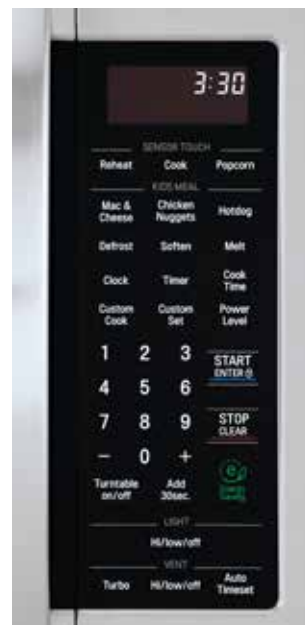 3:30
SENSOR TOUCH
Reheat Cook Popcorn
KIDS MEAL
Mac & Cheese Chicken Nuggets Hotdog
Defrost Soften Melt
Clock Timer Cook Time
Custom Cook Custom Set Power Level
1 2 3 START ENTER
4 5 6
7 8 9 STOP CLEAR
- 0 +
Turntable on/off Add 30sec.
LIGHT
Hi/low/off
VENT
Turbo Hi/low/off Auto Timeset